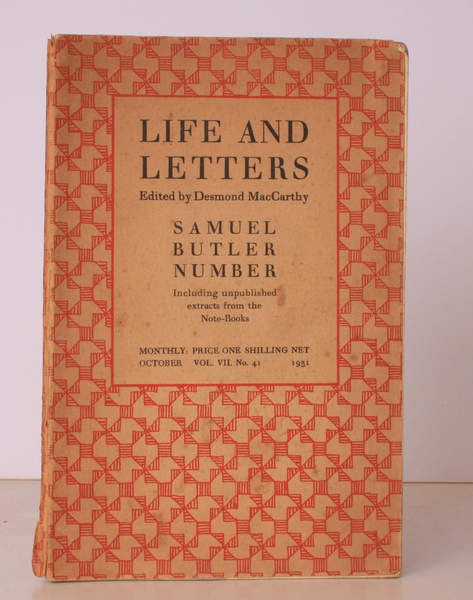 LIFE AND
LETTERS
Edited by Desmond MacCarthy
SAMUEL
BUTLER
NUMBER
Including unpublished
extracts from the
Note-Books
MONTHLY: PRICE ONE SHILLING NET
OCTOBER VOL. VII. No. 41 1931